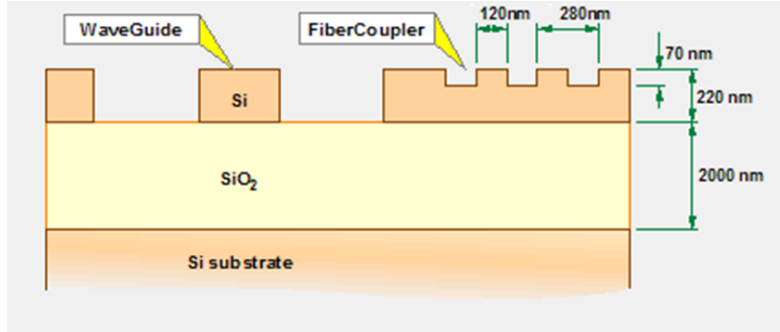 120nm 280nm
WaveGuide FiberCoupler
70 nm
Si 220 nm
SiO₂ 2000 nm
Si substrate